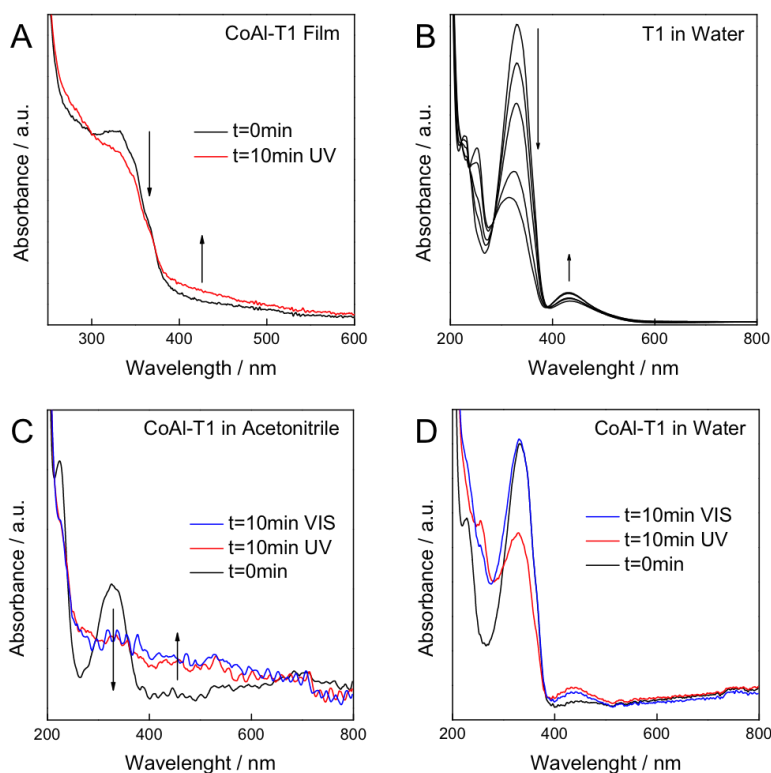 A
CoAl-T1 Film
t=0min
t=10min UV
Absorbance / a.u.
300 400 500 600
Wavelength / nm
B
T1 in Water
Absorbance / a.u.
200 400 600 800
Wavelenght / nm
C
CoAl-T1 in Acetonitrile
t=10min VIS
t=10min UV
t=0min
Absorbance / a.u.
200 400 600 800
Wavelenght / nm
D
CoAl-T1 in Water
t=10min VIS
t=10min UV
t=0min
Absorbance / a.u.
200 400 600 800
Wavelenght / nm